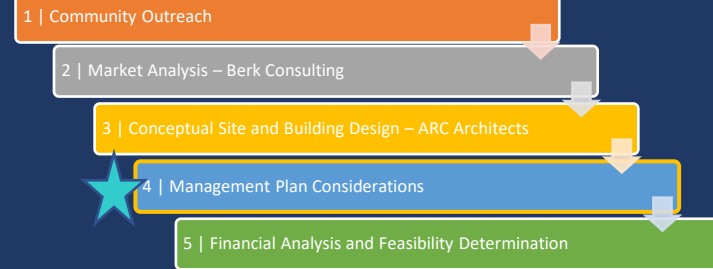 1 | Community Outreach
2 | Market Analysis – Berk Consulting
3 | Conceptual Site and Building Design – ARC Architects
4 | Management Plan Considerations
5 | Financial Analysis and Feasibility Determination